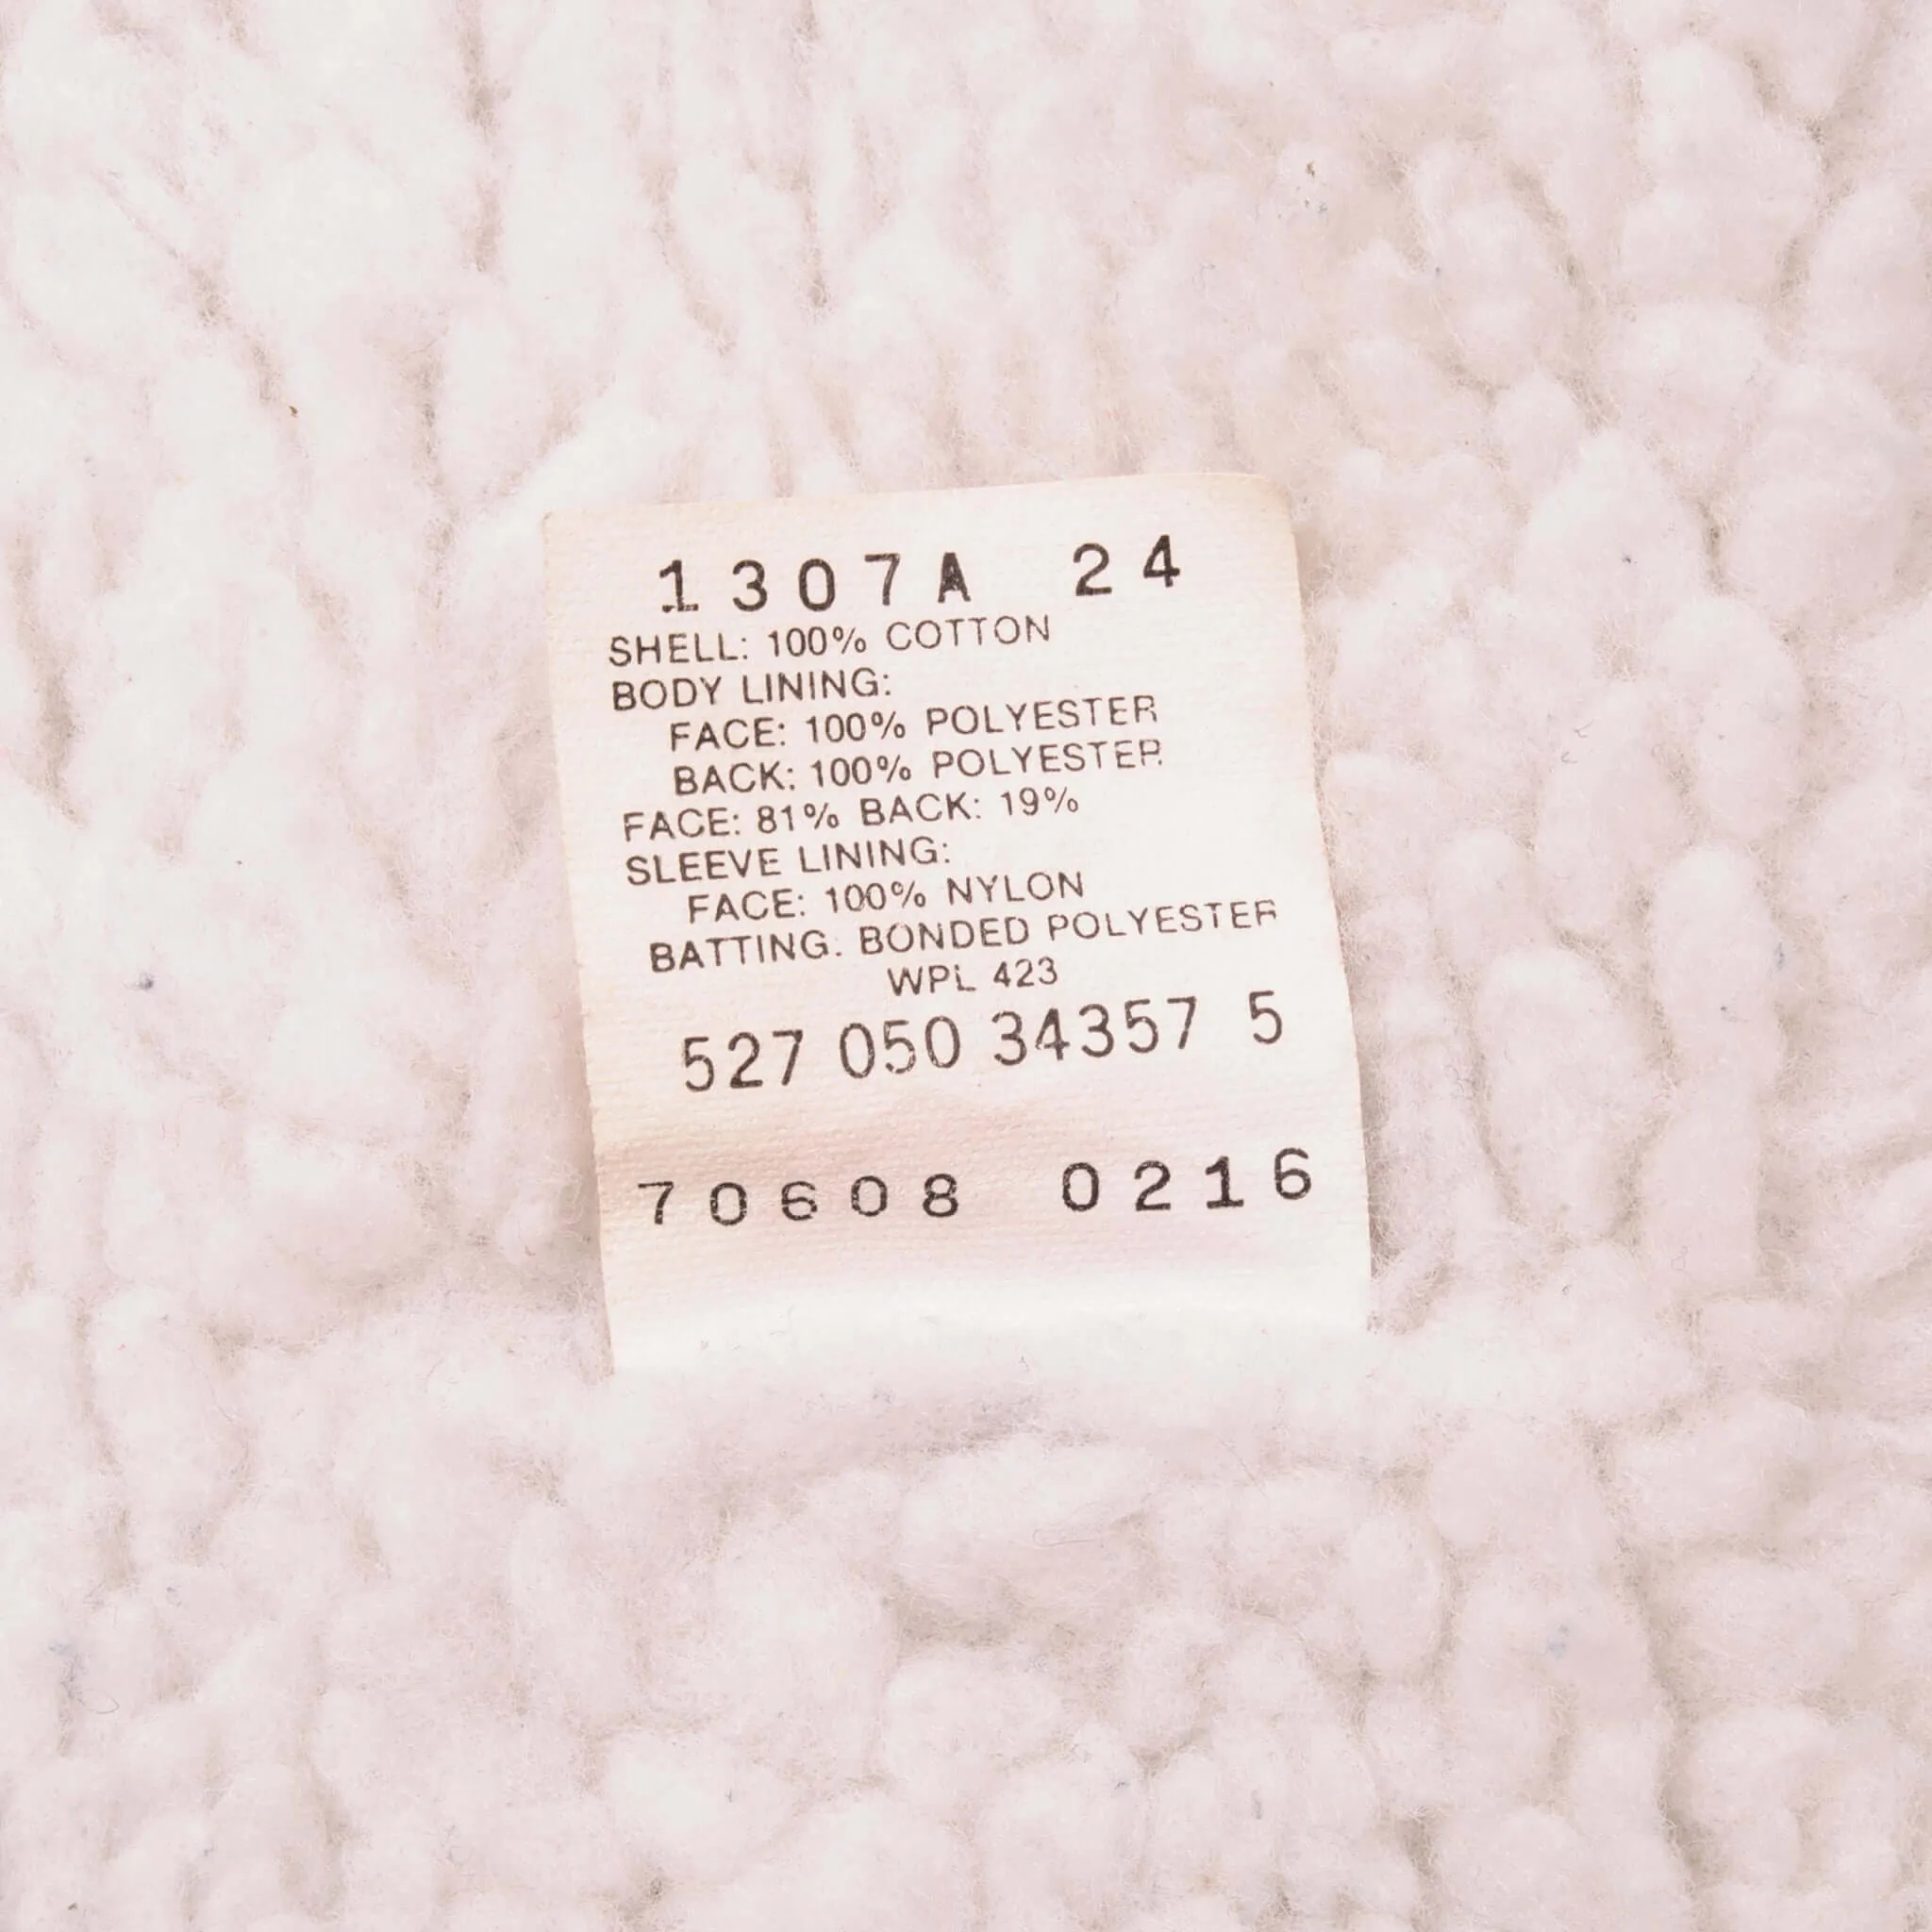 1307A 24
SHELL: 100% COTTON
BODY LINING:
FACE: 100% POLYESTER
BACK: 100% POLYESTER
FACE: 81% BACK: 19%
SLEEVE LINING:
FACE: 100% NYLON
BATTING: BONDED POLYESTER
WPL 423
527 050 34357 5
70608 0216